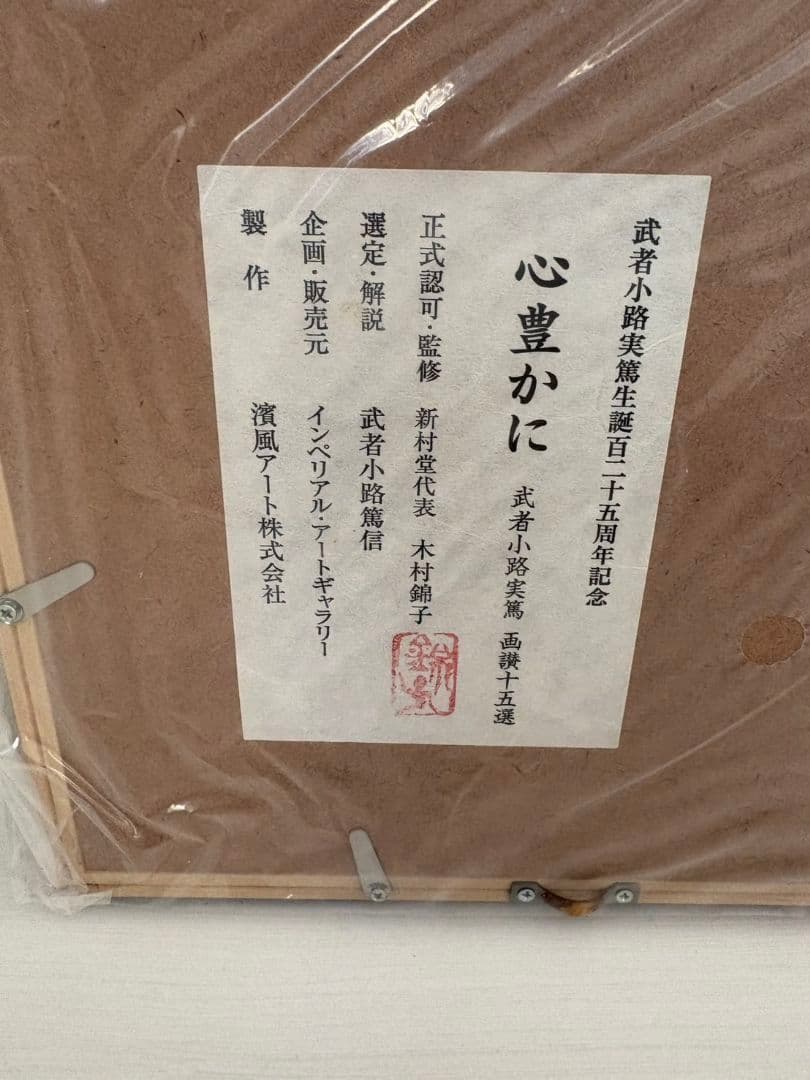 武者小路実篤生誕百二十五周年記念
心豊かに 武者小路実篤 画讃十五選
正式認可・監修 新村堂代表 木村錦子
選定・解説 武者小路篤信
企画・販売元 インペリアル・アートギャラリー
製作 濱風アート株式会社